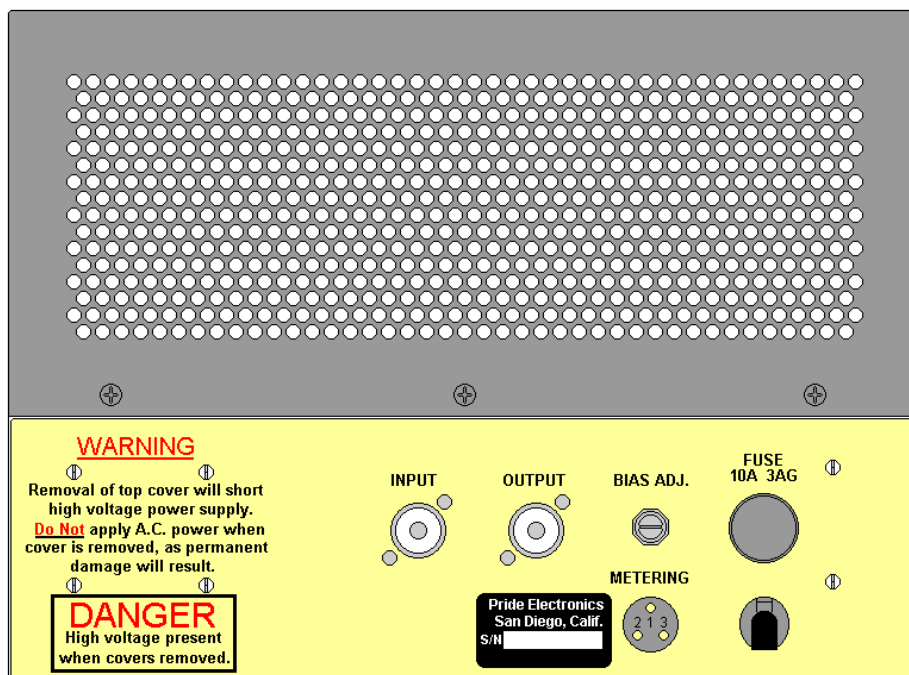 WARNING
Removal of top cover will short
high voltage power supply.
Do Not apply A.C. power when
cover is removed, as permanent
damage will result.
DANGER
High voltage present
when covers removed.
INPUT
OUTPUT
BIAS ADJ.
FUSE
10A 3AG
METERING
2 1 3
Pride Electronics
San Diego, Calif.
S/N